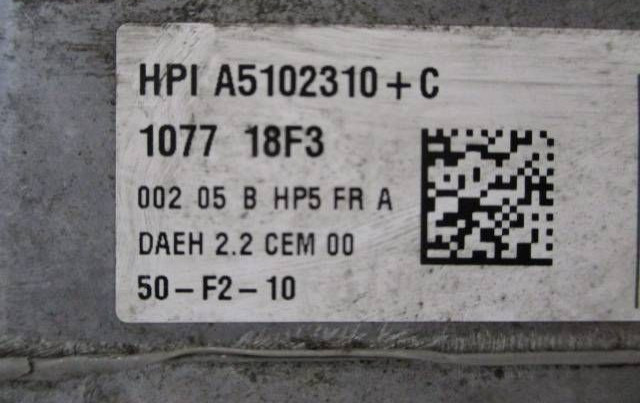 HPI A5102310+C
1077 18F3
002 05 B HP5 FR A
DAEH 2.2 CEM 00
50-F2-10